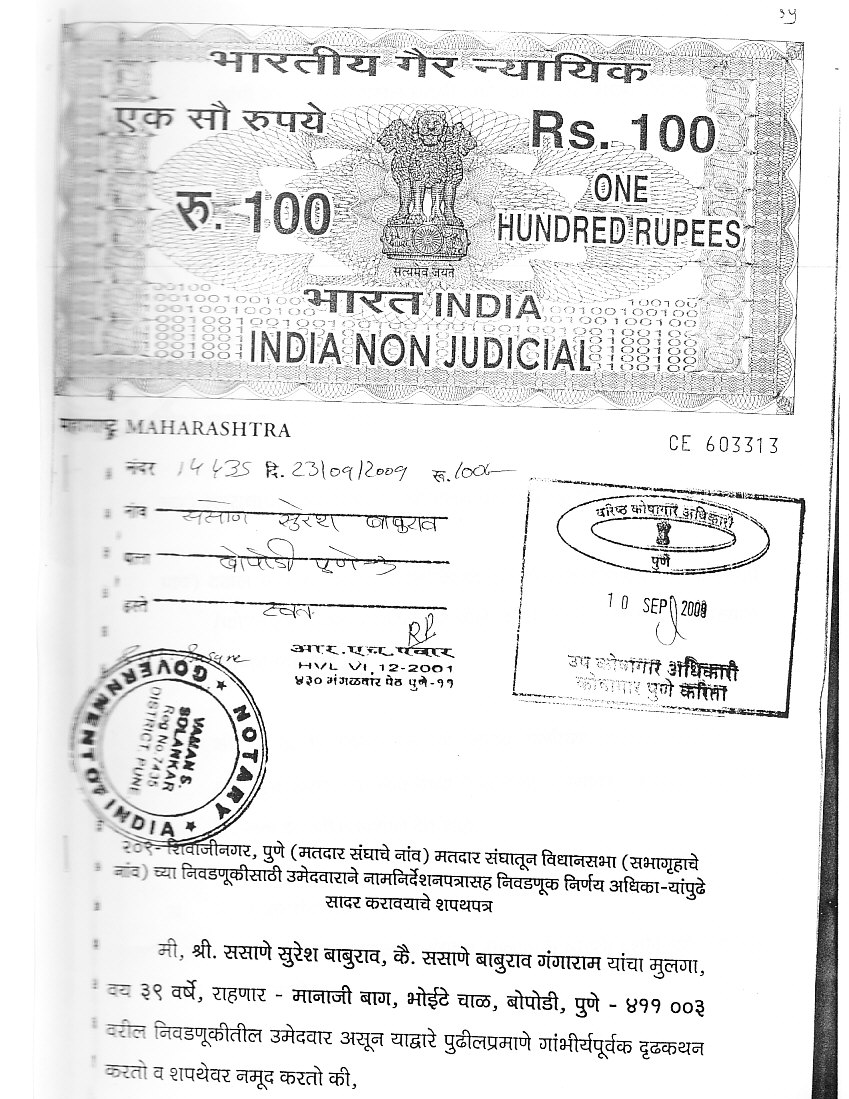 २५
भारतीय गैर न्यायिक
एक सौ रुपये
Rs. 100
रु. 100
ONE
HUNDRED RUPEES
सत्यमेव जयते
भारत INDIA
INDIA NON JUDICIAL
महाराष्ट्र MAHARASHTRA
CE 603313
नंबर 14435 दि. 23/09/2009 रू. 100/-
नांव ससाणे सुरेश बाबुराव
पत्ता बोपोडी पुणे-३
हस्ते स्वतः
वरिष्ठ कोषागार अधिकारी
पुणे
10 SEP 2009
उप कोषागार अधिकारी
कोषागार पुणे करिता
आर. एन. पवार
HVL VI, 12-2001
४३० मंगळवार पेठ पुणे-११
NOTARY GOVERNMENT OF INDIA
VAMAN S.
SOLANKAR
Reg No. 7435
DISTRICT PUNE
२०९- शिवाजीनगर, पुणे (मतदार संघाचे नांव) मतदार संघातून विधानसभा (सभागृहाचे
नांव) च्या निवडणूकीसाठी उमेदवाराने नामनिर्देशनपत्रासह निवडणूक निर्णय अधिका-यांपुढे
सादर करावयाचे शपथपत्र
मी, श्री. ससाणे सुरेश बाबुराव, कै. ससाणे बाबुराव गंगाराम यांचा मुलगा,
वय ३९ वर्षे, राहणार - मानाजी बाग, भोईटे चाळ, बोपोडी, पुणे - ४११ ००३
वरील निवडणूकीतील उमेदवार असून याद्वारे पुढीलप्रमाणे गांभीर्यपूर्वक दृढकथन
करतो व शपथेवर नमूद करतो की,